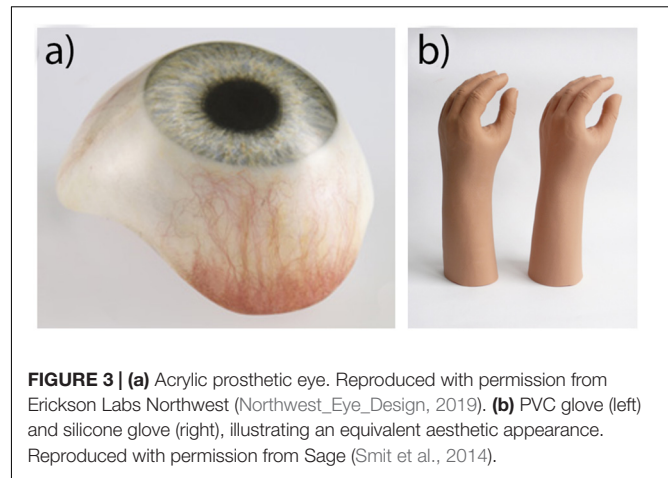 a)
b)
FIGURE 3 | (a) Acrylic prosthetic eye. Reproduced with permission from
Erickson Labs Northwest (Northwest_Eye_Design, 2019). (b) PVC glove (left)
and silicone glove (right), illustrating an equivalent aesthetic appearance.
Reproduced with permission from Sage (Smit et al., 2014).